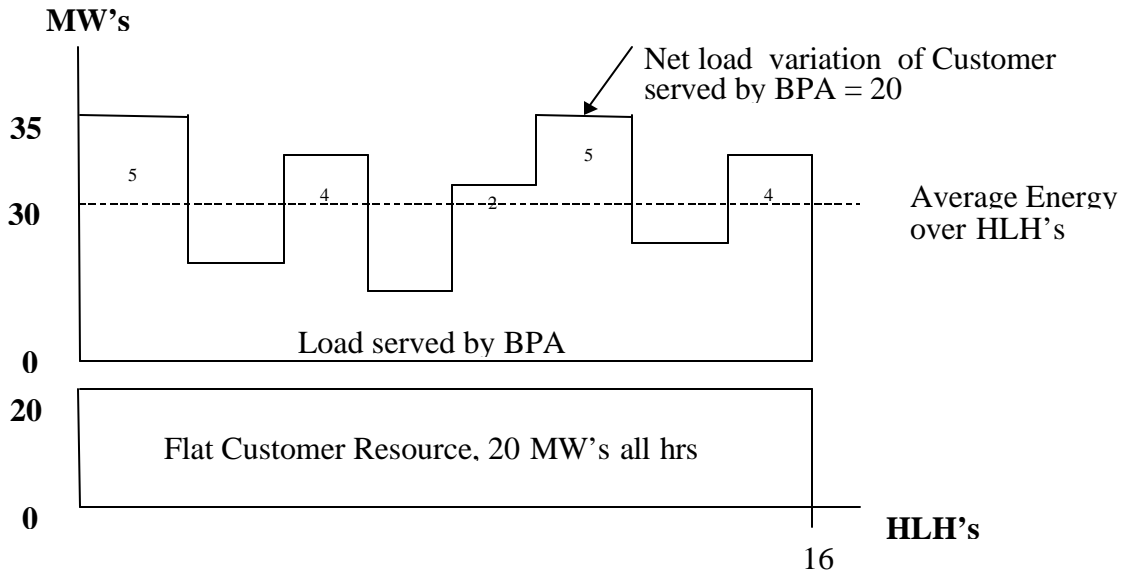 MW's
Net load variation of Customer
served by BPA = 20
35
5
5
4
4
2
30
Average Energy
over HLH's
Load served by BPA
0
20
Flat Customer Resource, 20 MW's all hrs
0
HLH's
16